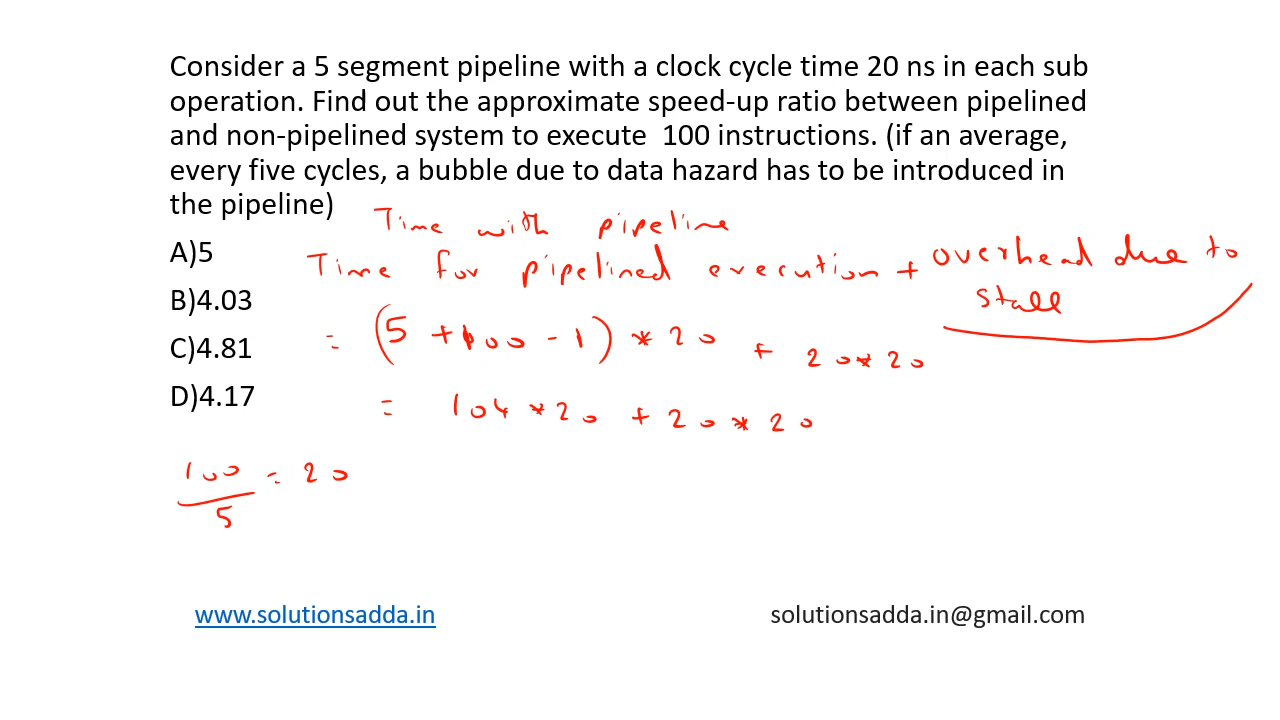 Consider a 5 segment pipeline with a clock cycle time 20 ns in each sub
operation. Find out the approximate speed-up ratio between pipelined
and non-pipelined system to execute  100 instructions. (if an average,
every five cycles, a bubble due to data hazard has to be introduced in
the pipeline)
Time with pipeline
A)5
Time for pipelined execution + overhead due to
stall
B)4.03
= (5 + 100 - 1) * 20 + 20 * 20
C)4.81
D)4.17
= 104 * 20 + 20 * 20
100
5
= 20
www.solutionsadda.in
solutionsadda.in@gmail.com